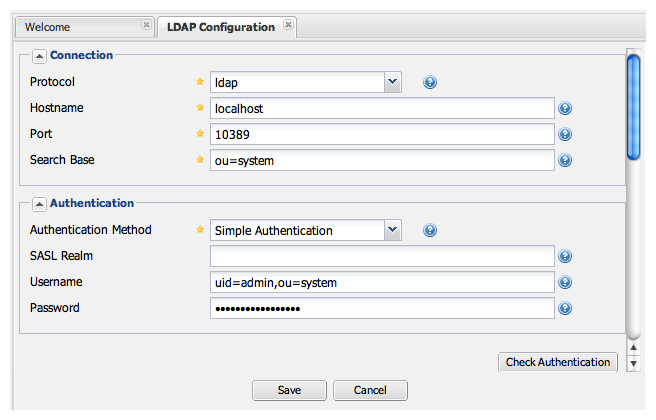 Welcome
LDAP Configuration
Connection
Protocol ldap
Hostname localhost
Port 10389
Search Base ou=system
Authentication
Authentication Method Simple Authentication
SASL Realm
Username uid=admin,ou=system
Password •••••••••••••••••
Check Authentication
Save Cancel